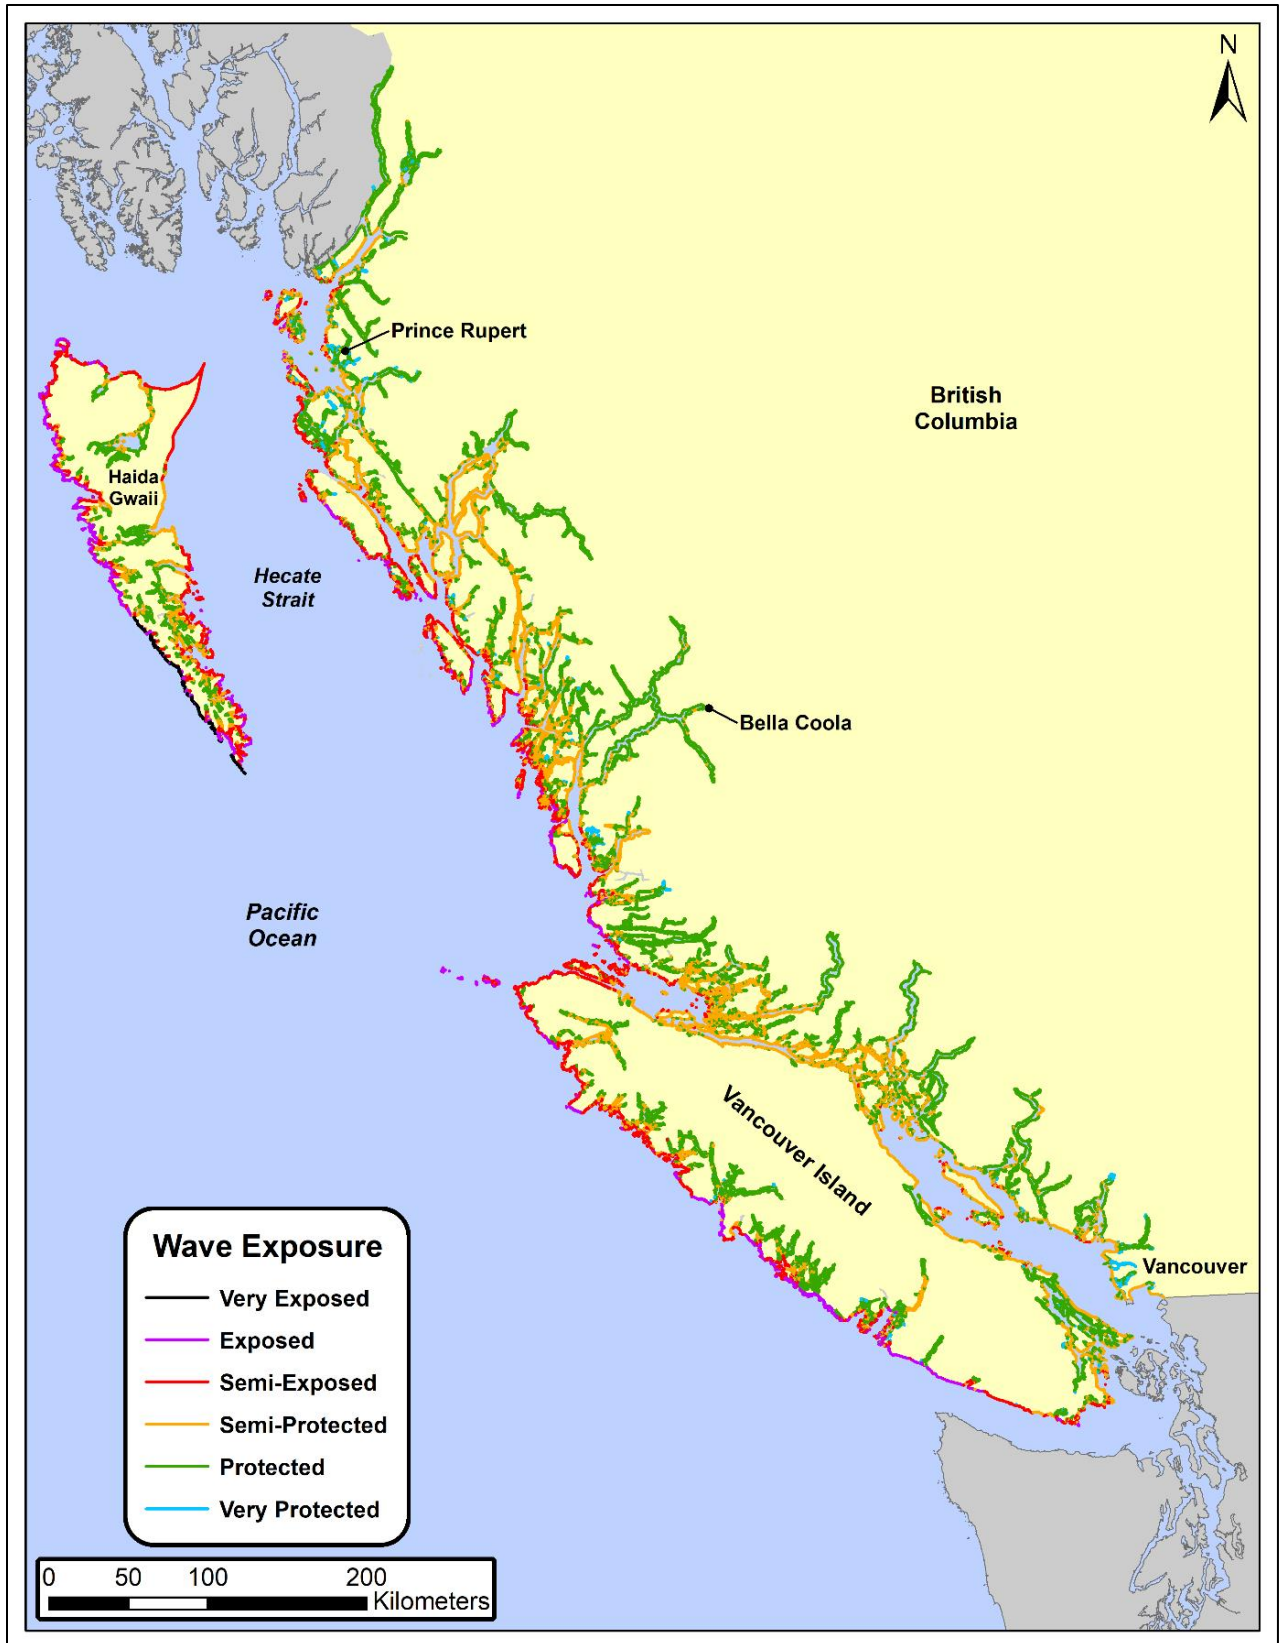 N
Prince Rupert
British
Columbia
Haida
Gwaii
Hecate
Strait
Bella Coola
Pacific
Ocean
Vancouver Island
Vancouver
Wave Exposure
Very Exposed
Exposed
Semi-Exposed
Semi-Protected
Protected
Very Protected
0 50 100 200
Kilometers